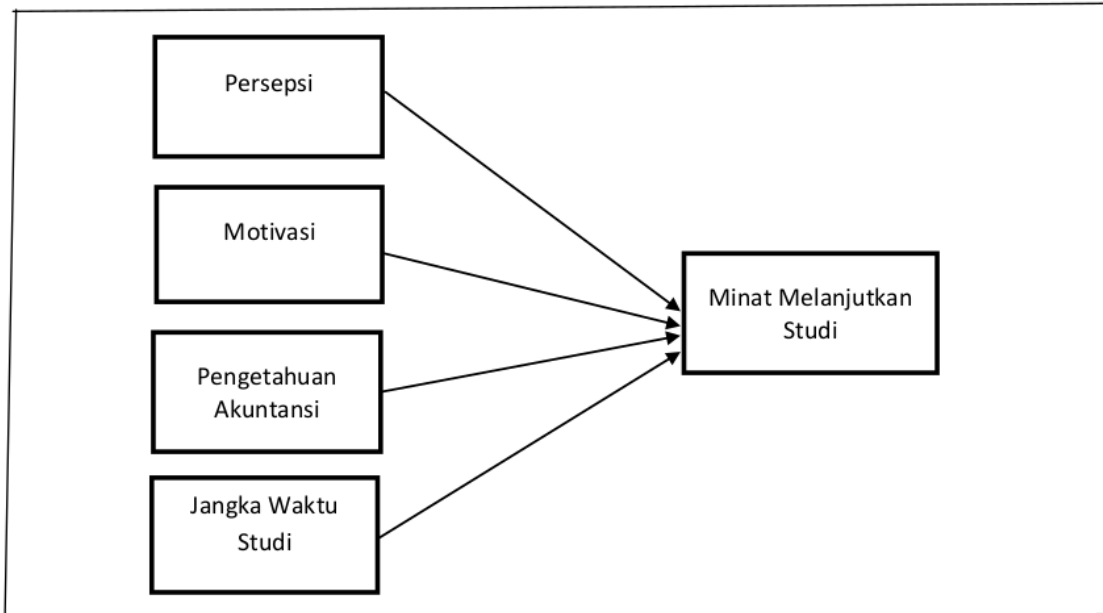 Persepsi
Motivasi
Minat Melanjutkan
Studi
Pengetahuan
Akuntansi
Jangka Waktu
Studi